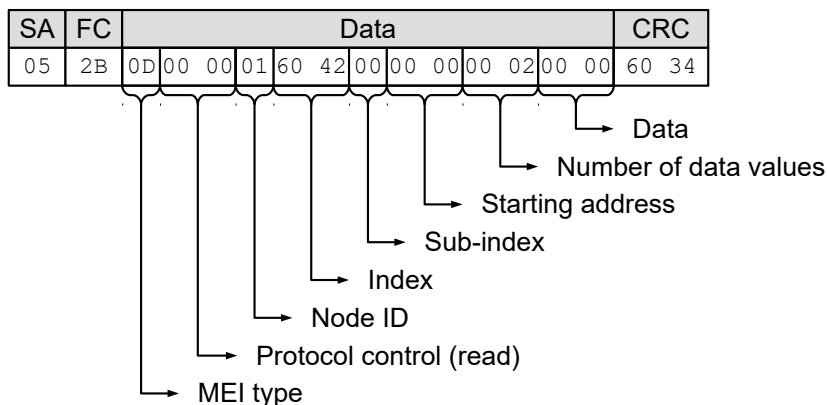 SA FC Data CRC
05 2B 0D 00 00 01 60 42 00 00 00 00 02 00 00 60 34
Data
Number of data values
Starting address
Sub-index
Index
Node ID
Protocol control (read)
MEI type